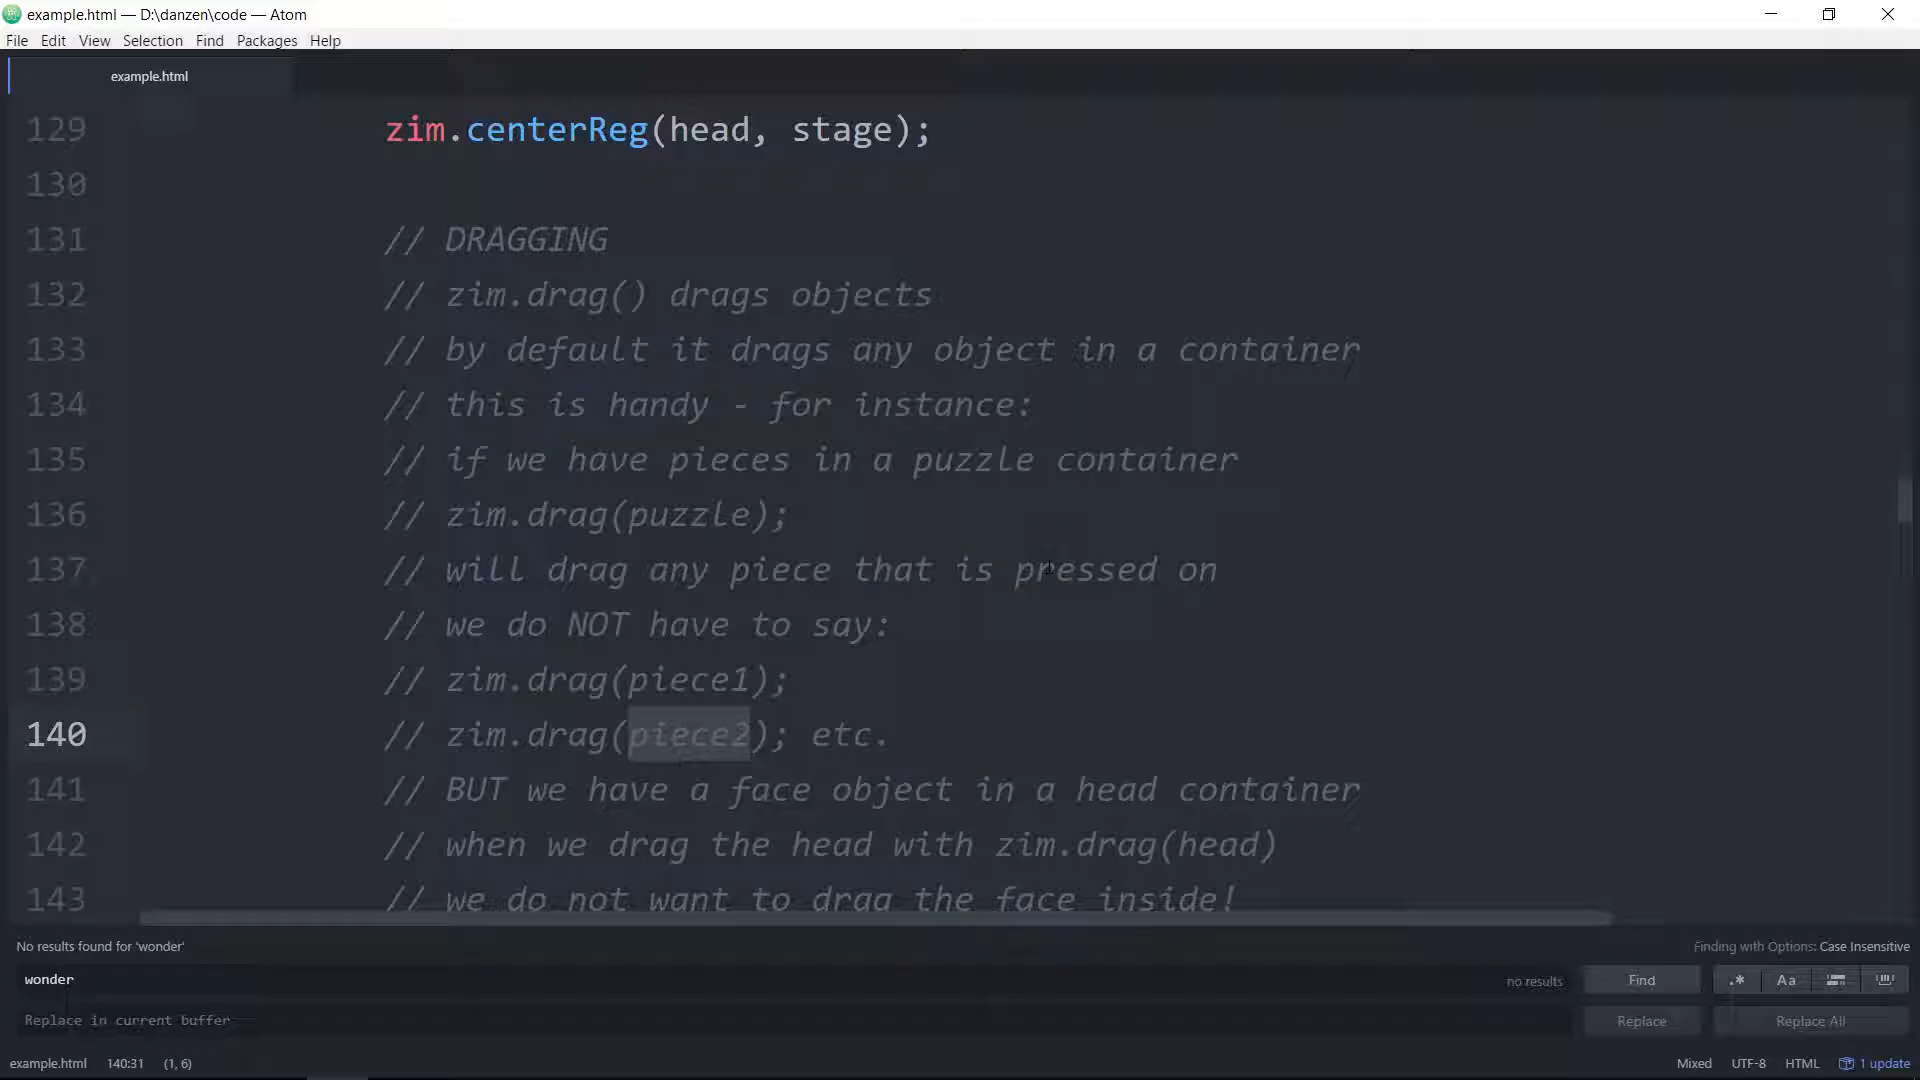 example.html — D:\danzen\code — Atom
File Edit View Selection Find Packages Help
example.html
129 zim.centerReg(head, stage);
130
131 // DRAGGING
132 // zim.drag() drags objects
133 // by default it drags any object in a container
134 // this is handy - for instance:
135 // if we have pieces in a puzzle container
136 // zim.drag(puzzle);
137 // will drag any piece that is pressed on
138 // we do NOT have to say:
139 // zim.drag(piece1);
140 // zim.drag(piece2); etc.
141 // BUT we have a face object in a head container
142 // when we drag the head with zim.drag(head)
143 // we do not want to drag the face inside!
No results found for 'wonder' Finding with Options: Case Insensitive
wonder no results Find .* Aa
Replace in current buffer Replace Replace All
example.html 140:31 (1, 6) Mixed UTF-8 HTML 1 update